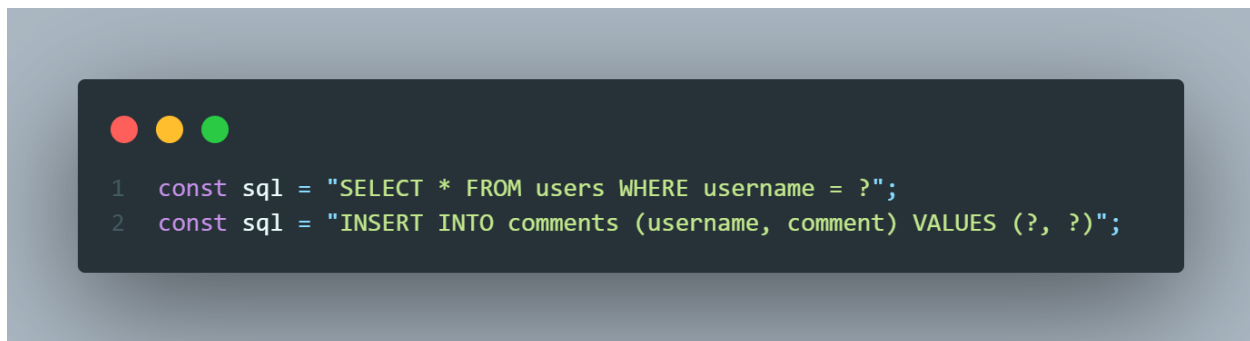 1 const sql = "SELECT * FROM users WHERE username = ?";
2 const sql = "INSERT INTO comments (username, comment) VALUES (?, ?)";